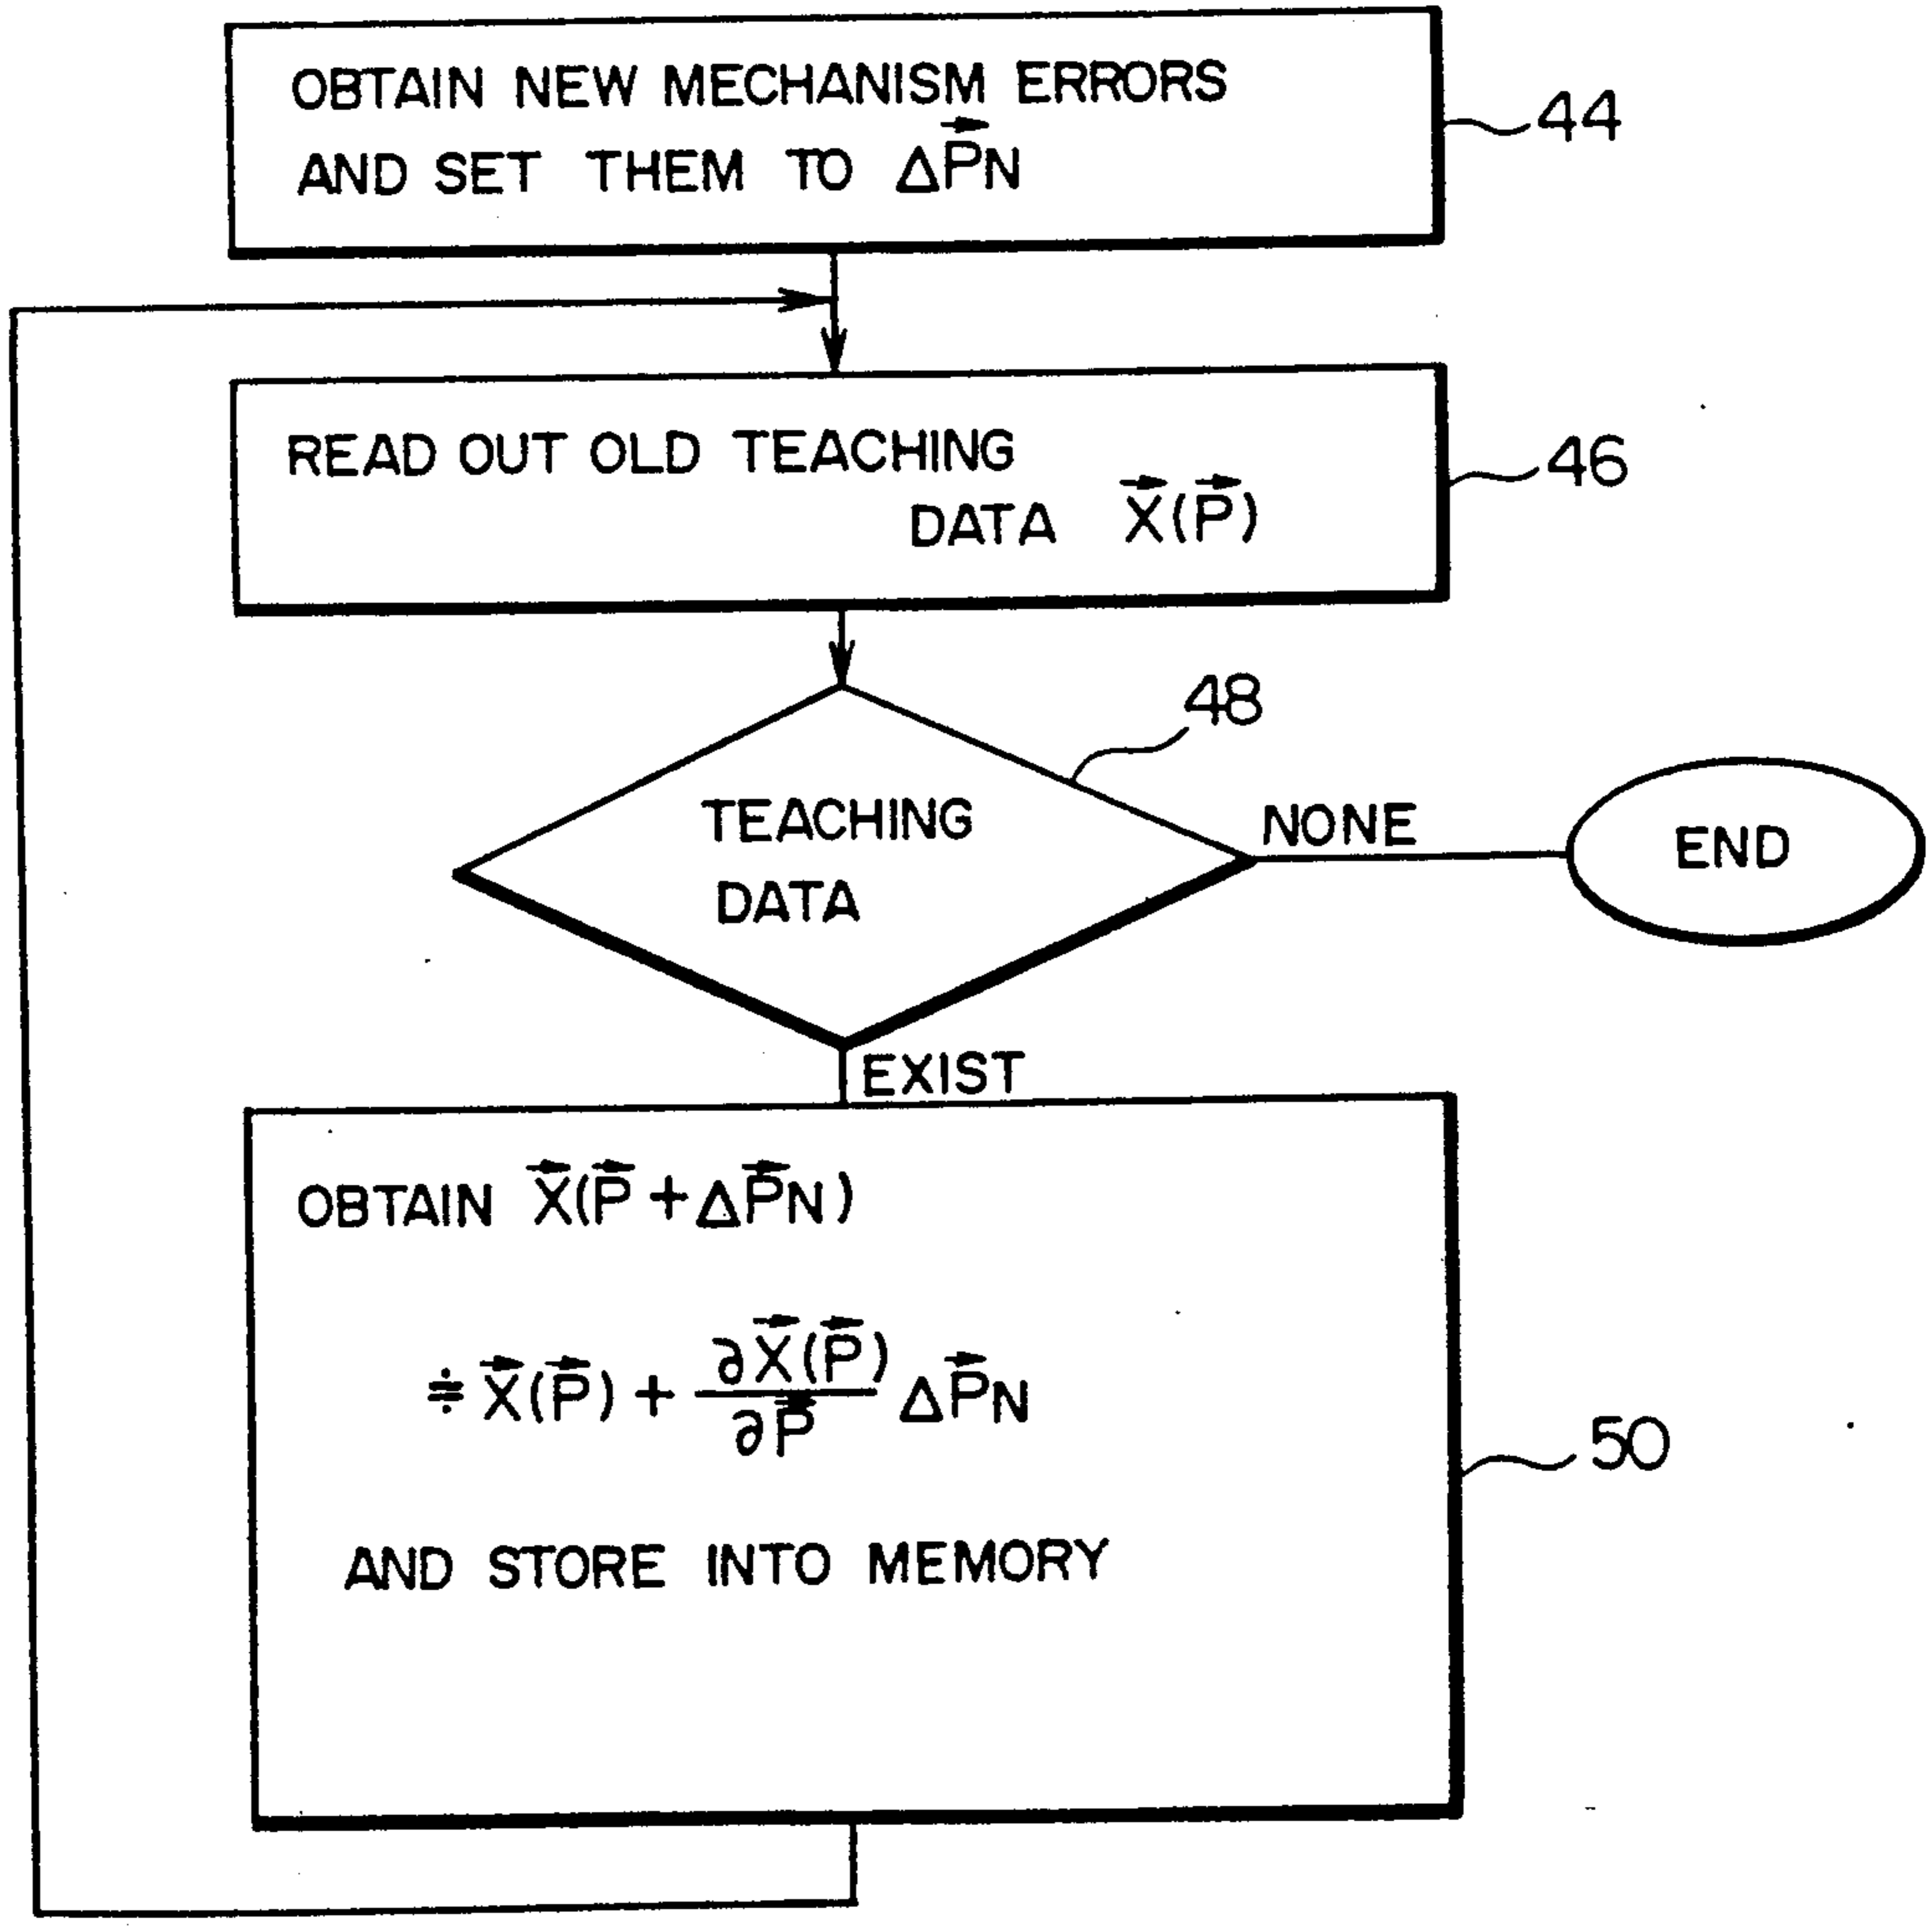 OBTAIN NEW MECHANISM ERRORS
AND SET THEM TO ΔP⃗N
44
READ OUT OLD TEACHING
DATA X⃗(P⃗)
46
48
TEACHING
DATA
NONE
END
EXIST
OBTAIN X⃗(P⃗+ΔP⃗N)
≑ X⃗(P⃗) + ∂X⃗(P⃗)/∂P⃗ ΔP⃗N
50
AND STORE INTO MEMORY